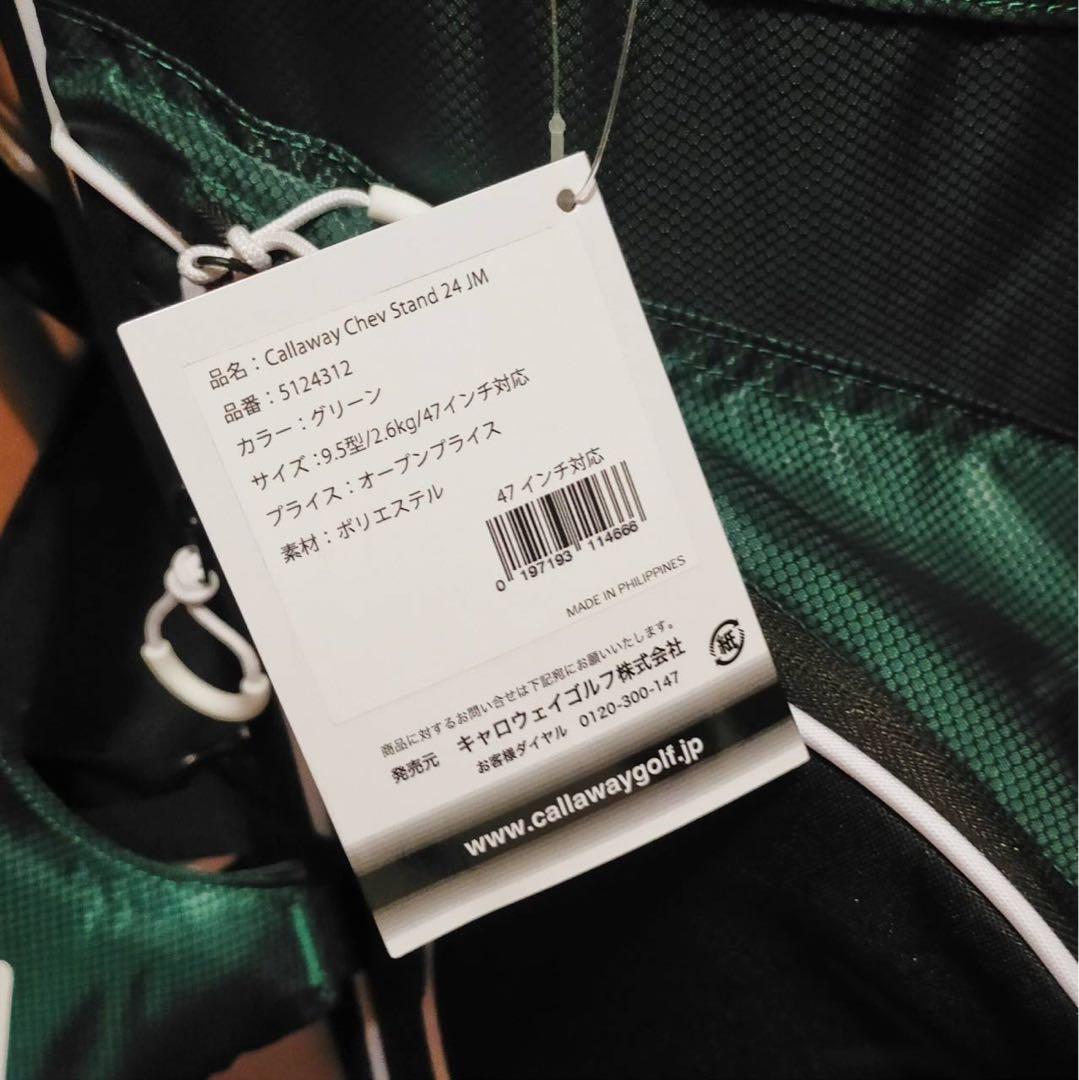 品名：Callaway Chev Stand 24 JM
品番：5124312
カラー：グリーン
サイズ：9.5型/2.6kg/47インチ対応
プライス：オープンプライス
素材：ポリエステル
47 インチ対応
0 197193 114666
MADE IN PHILIPPINES
商品に対するお問い合せは下記宛にお願いいたします。
発売元 キャロウェイゴルフ株式会社
お客様ダイヤル 0120-300-147
紙
www.callawaygolf.jp